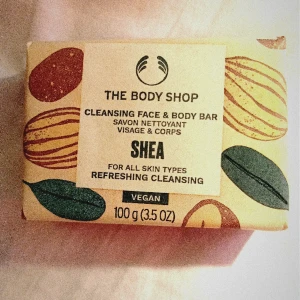 THE BODY SHOP
CLEANSING FACE & BODY BAR
SAVON NETTOYANT
VISAGE & CORPS
SHEA
FOR ALL SKIN TYPES
REFRESHING CLEANSING
VEGAN
100 g (3.5 OZ)